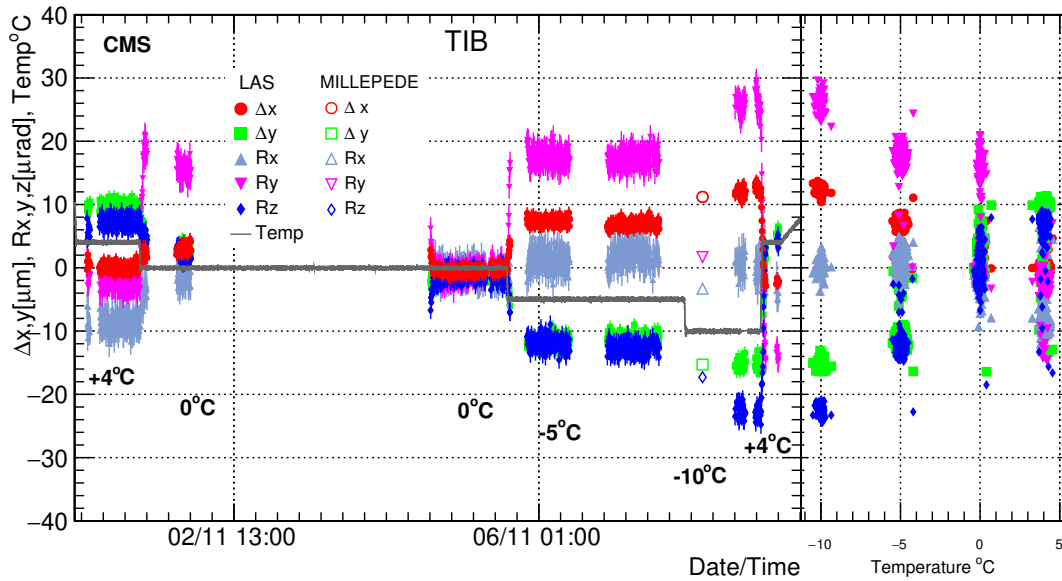 CMS
TIB
LAS MILLEPEDE
Δx Δ x
Δy Δ y
Rx Rx
Ry Ry
Rz Rz
Temp
Δx,y[μm], Rx,y,z[μrad], Temp°C
40
30
20
10
0
−10
−20
−30
−40
+4°C
0°C
0°C
-5°C
-10°C
+4°C
02/11 13:00 06/11 01:00
Date/Time
−10 −5 0 5
Temperature °C